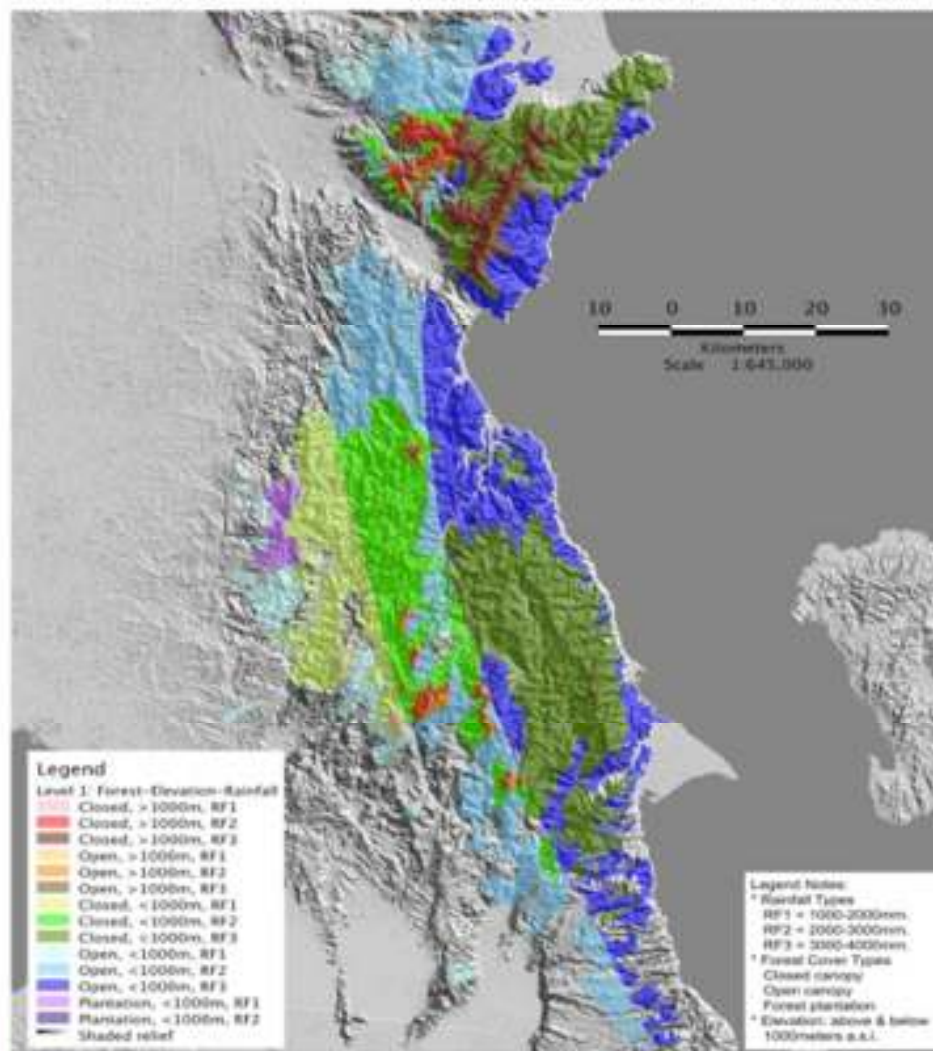 10 0 10 20 30
Kilometers
Scale 1:645,000
Legend
Level 1: Forest-Elevation-Rainfall
Closed, >1000m, RF1
Closed, >1000m, RF2
Closed, >1000m, RF3
Open, >1000m, RF1
Open, >1000m, RF2
Open, >1000m, RF3
Closed, <1000m, RF1
Closed, <1000m, RF2
Closed, <1000m, RF3
Open, <1000m, RF1
Open, <1000m, RF2
Open, <1000m, RF3
Plantation, <1000m, RF1
Plantation, <1000m, RF2
Shaded relief
Legend Notes:
* Rainfall Types
RF1 = 1000-2000mm.
RF2 = 2000-3000mm.
RF3 = 3000-4000mm.
* Forest Cover Types
Closed canopy
Open canopy
Forest plantation
* Elevation: above & below
1000meters a.s.l.